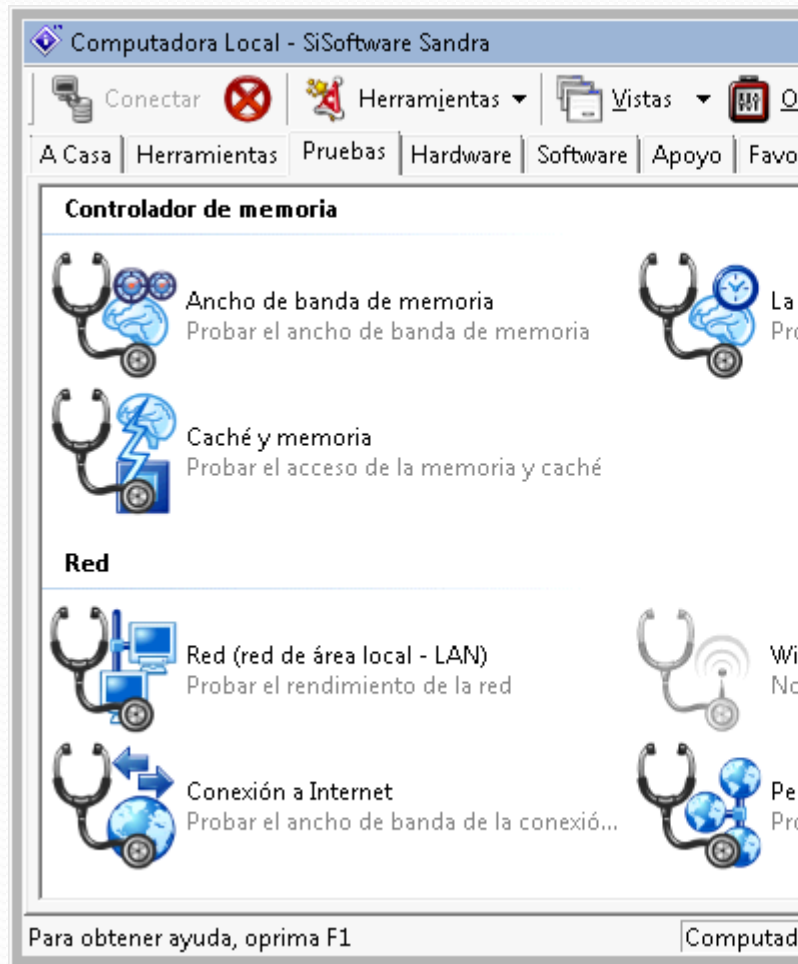 Computadora Local - SiSoftware Sandra
Conectar Herramientas Vistas
A Casa Herramientas Pruebas Hardware Software Apoyo
Controlador de memoria
Ancho de banda de memoria La
Probar el ancho de banda de memoria
Caché y memoria
Probar el acceso de la memoria y caché
Red
Red (red de área local - LAN)
Probar el rendimiento de la red No
Conexión a Internet
Probar el ancho de banda de la conexió...
Para obtener ayuda, oprima F1